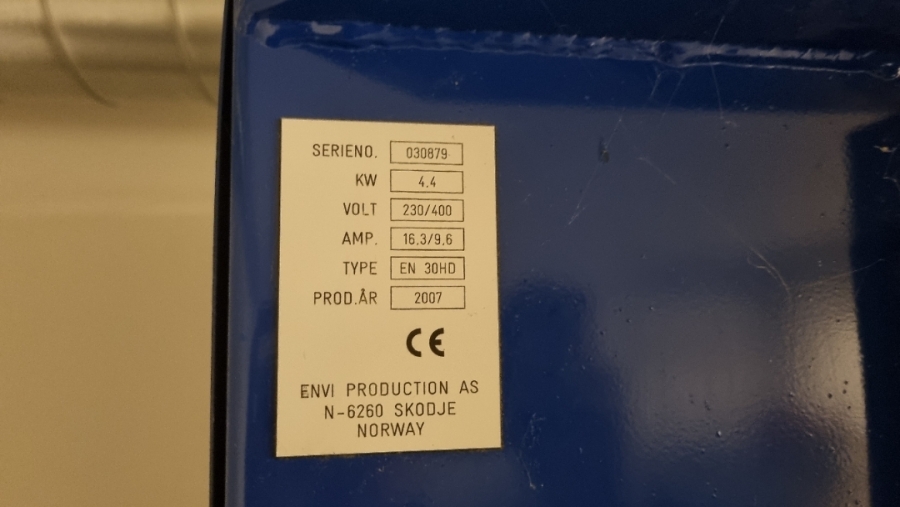 SERIENO. 030879
KW 4.4
VOLT 230/400
AMP. 16.3/9.6
TYPE EN 30HD
PROD.ÅR 2007
CE
ENVI PRODUCTION AS
N-6260 SKODJE
NORWAY